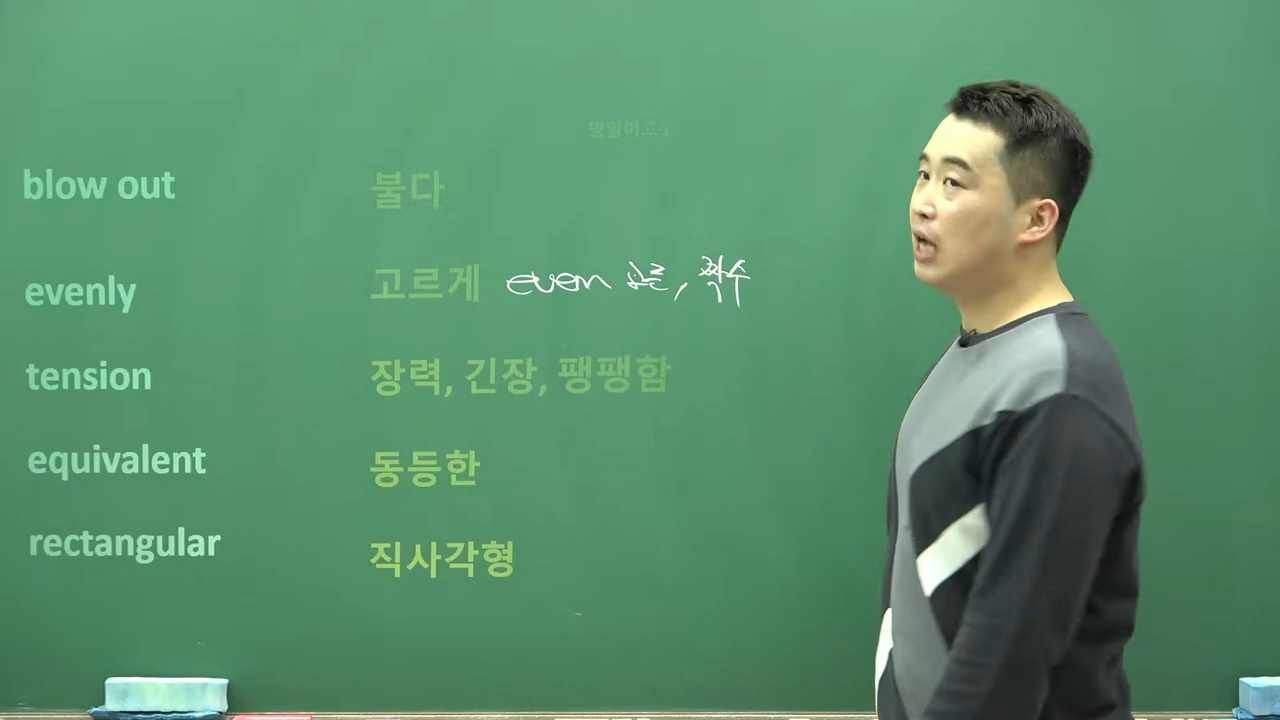 blow out 불다
evenly 고르게 even 고른, 짝수
tension 장력, 긴장, 팽팽함
equivalent 동등한
rectangular 직사각형